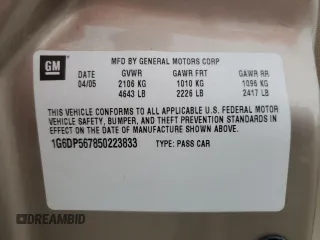 GM
MFD BY GENERAL MOTORS CORP
DATE GVWR GAWR FRT GAWR RR
04/05 2106 KG 1010 KG 1096 KG
4643 LB 2226 LB 2417 LB
THIS VEHICLE CONFORMS TO ALL APPLICABLE U.S. FEDERAL MOTOR
VEHICLE SAFETY, BUMPER, AND THEFT PREVENTION STANDARDS IN
EFFECT ON THE DATE OF MANUFACTURE SHOWN ABOVE.
1G6DP567850223833 TYPE: PASS CAR
DREAMBID